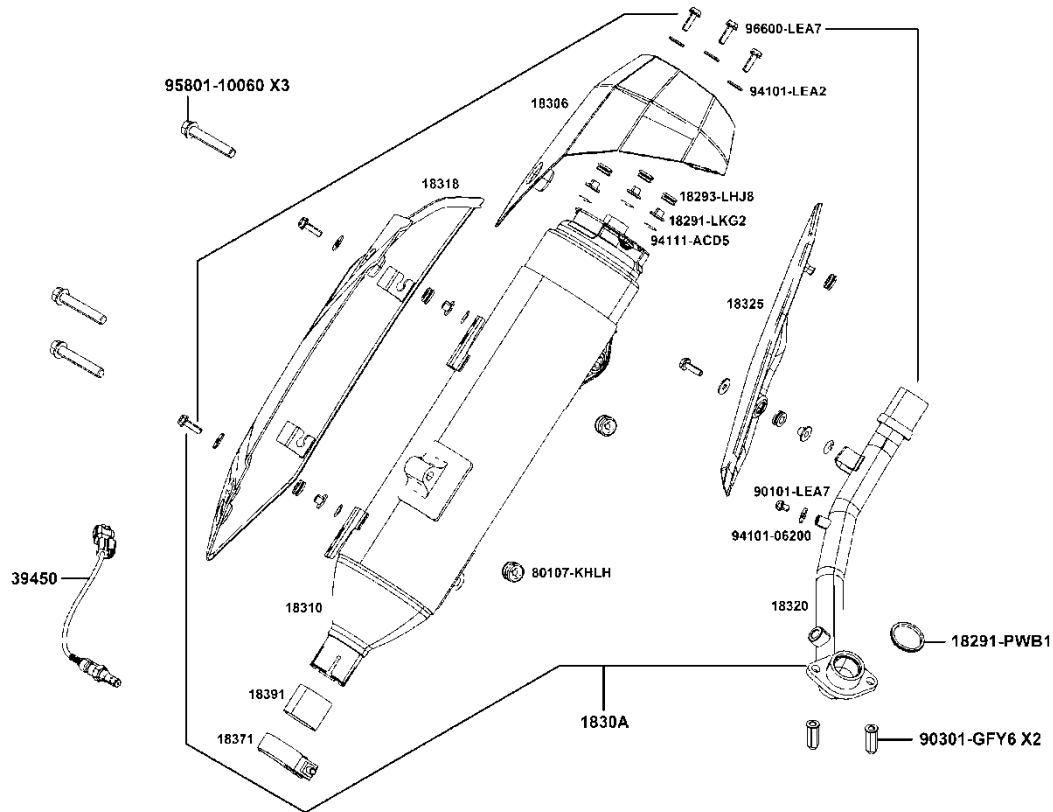 96600-LEA7
95801-10060 X3
94101-LEA2
18306
18318
18293-LHJ8
18291-LKG2
94111-ACD5
18325
90101-LEA7
94101-06200
39450
80107-KHLH
18310
18320
18291-PWB1
18391
1830A
18371
90301-GFY6 X2